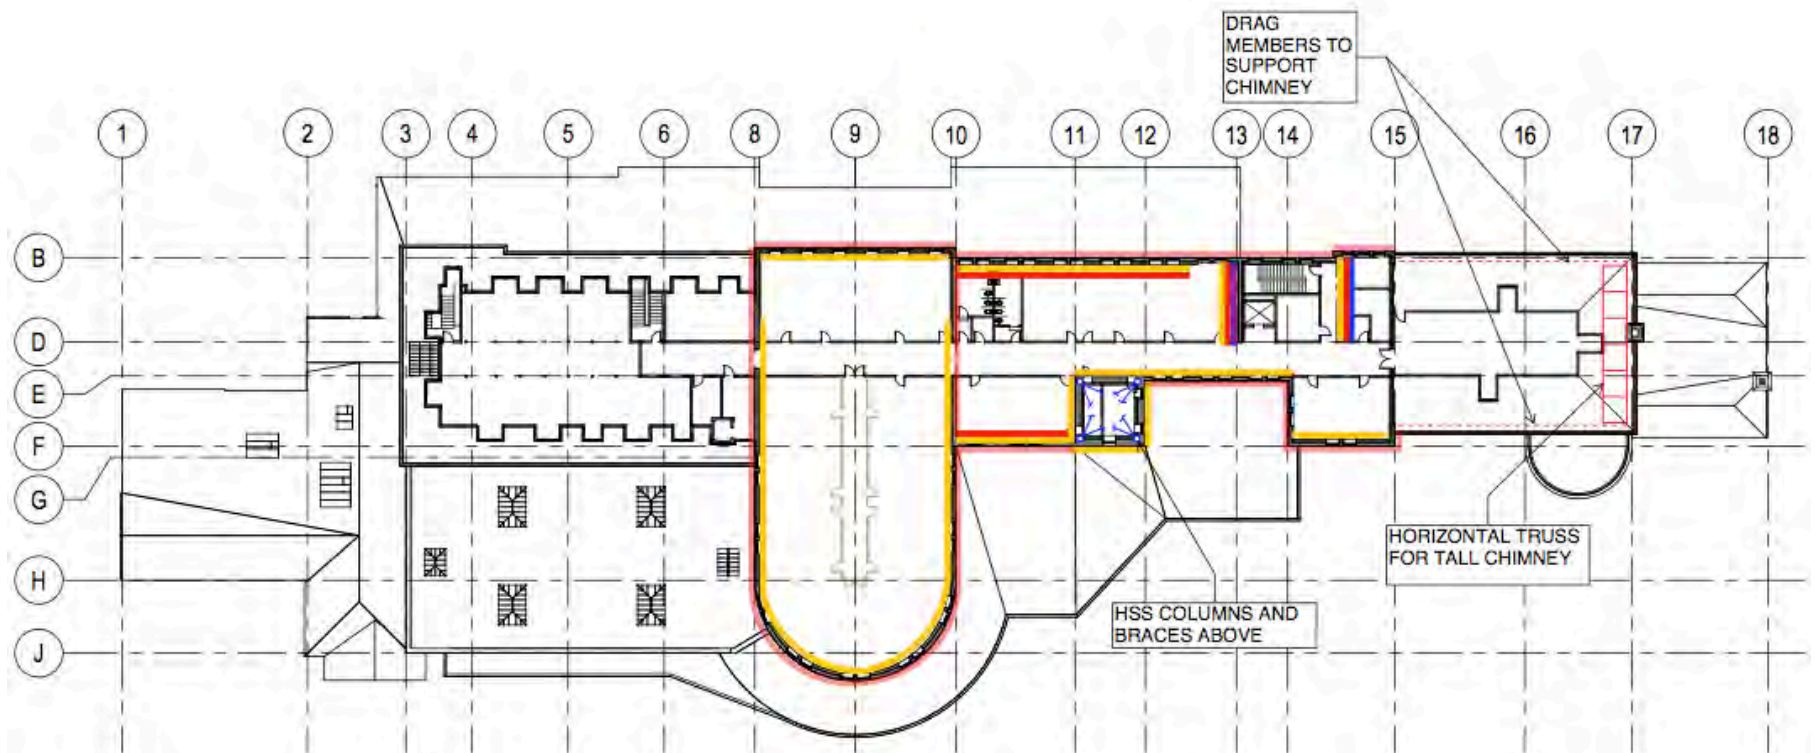 DRAG
MEMBERS TO
SUPPORT
CHIMNEY
1 2 3 4 5 6 8 9 10 11 12 13 14 15 16 17 18
B
D
E
F
G
H
J
HORIZONTAL TRUSS
FOR TALL CHIMNEY
HSS COLUMNS AND
BRACES ABOVE